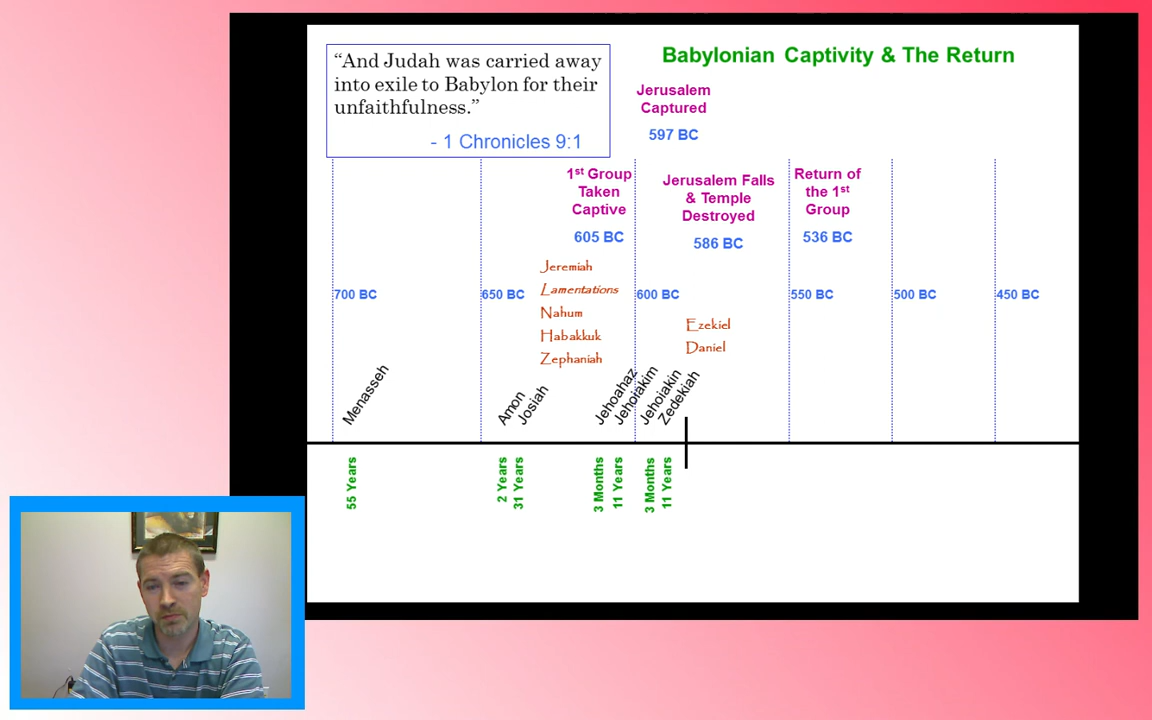 “And Judah was carried away
into exile to Babylon for their
unfaithfulness.”
- 1 Chronicles 9:1
Babylonian Captivity & The Return
Jerusalem
Captured
597 BC
1st Group
Taken
Captive
605 BC
Jerusalem Falls
& Temple
Destroyed
586 BC
Return of
the 1st
Group
536 BC
700 BC
650 BC
600 BC
550 BC
500 BC
450 BC
Jeremiah
Lamentations
Nahum
Habakkuk
Zephaniah
Ezekiel
Daniel
Menasseh
Amon
Josiah
Jehoahaz
Jehoiakim
Jehoiakin
Zedekiah
55 Years
2 Years
31 Years
3 Months
11 Years
3 Months
11 Years